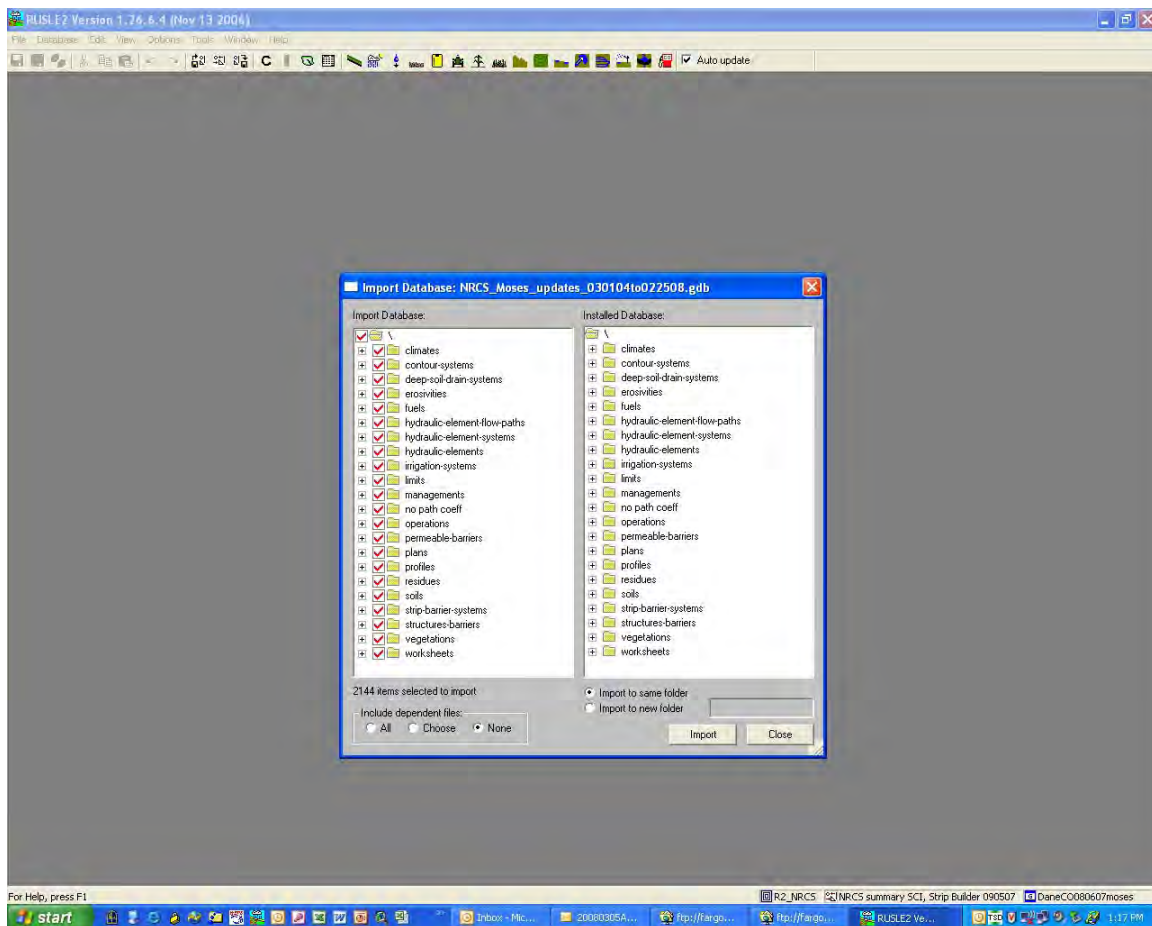 RUSLE2 Version 1.26.6.4 (Nov 13 2006)
File Database Edit View Options Tools Window Help
Auto update
Import Database: NRCS_Moses_updates_030104to022508.gdb
Import Database:
\
climates
contour-systems
deep-soil-drain-systems
erosivities
fuels
hydraulic-element-flow-paths
hydraulic-element-systems
hydraulic-elements
irrigation-systems
limits
managements
no path coeff
operations
permeable-barriers
plans
profiles
residues
soils
strip-barrier-systems
structures-barriers
vegetations
worksheets
Installed Database:
\
climates
contour-systems
deep-soil-drain-systems
erosivities
fuels
hydraulic-element-flow-paths
hydraulic-element-systems
hydraulic-elements
irrigation-systems
limits
managements
no path coeff
operations
permeable-barriers
plans
profiles
residues
soils
strip-barrier-systems
structures-barriers
vegetations
worksheets
2144 items selected to import
Include dependent files:
All Choose None
Import to same folder
Import to new folder
Import Close
For Help, press F1
R2_NRCS NRCS summary SCI, Strip Builder 090507 DaneCO080607moses
start Inbox - Mic... 20080305A... ftp://fargo... ftp://fargo... RUSLE2 Ve... 1:17 PM